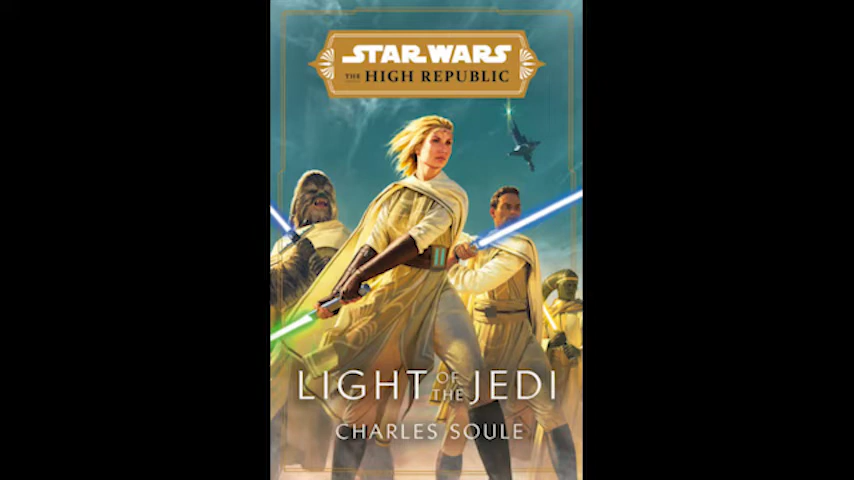 STAR WARS
THE HIGH REPUBLIC
LIGHT OF THE JEDI
CHARLES SOULE